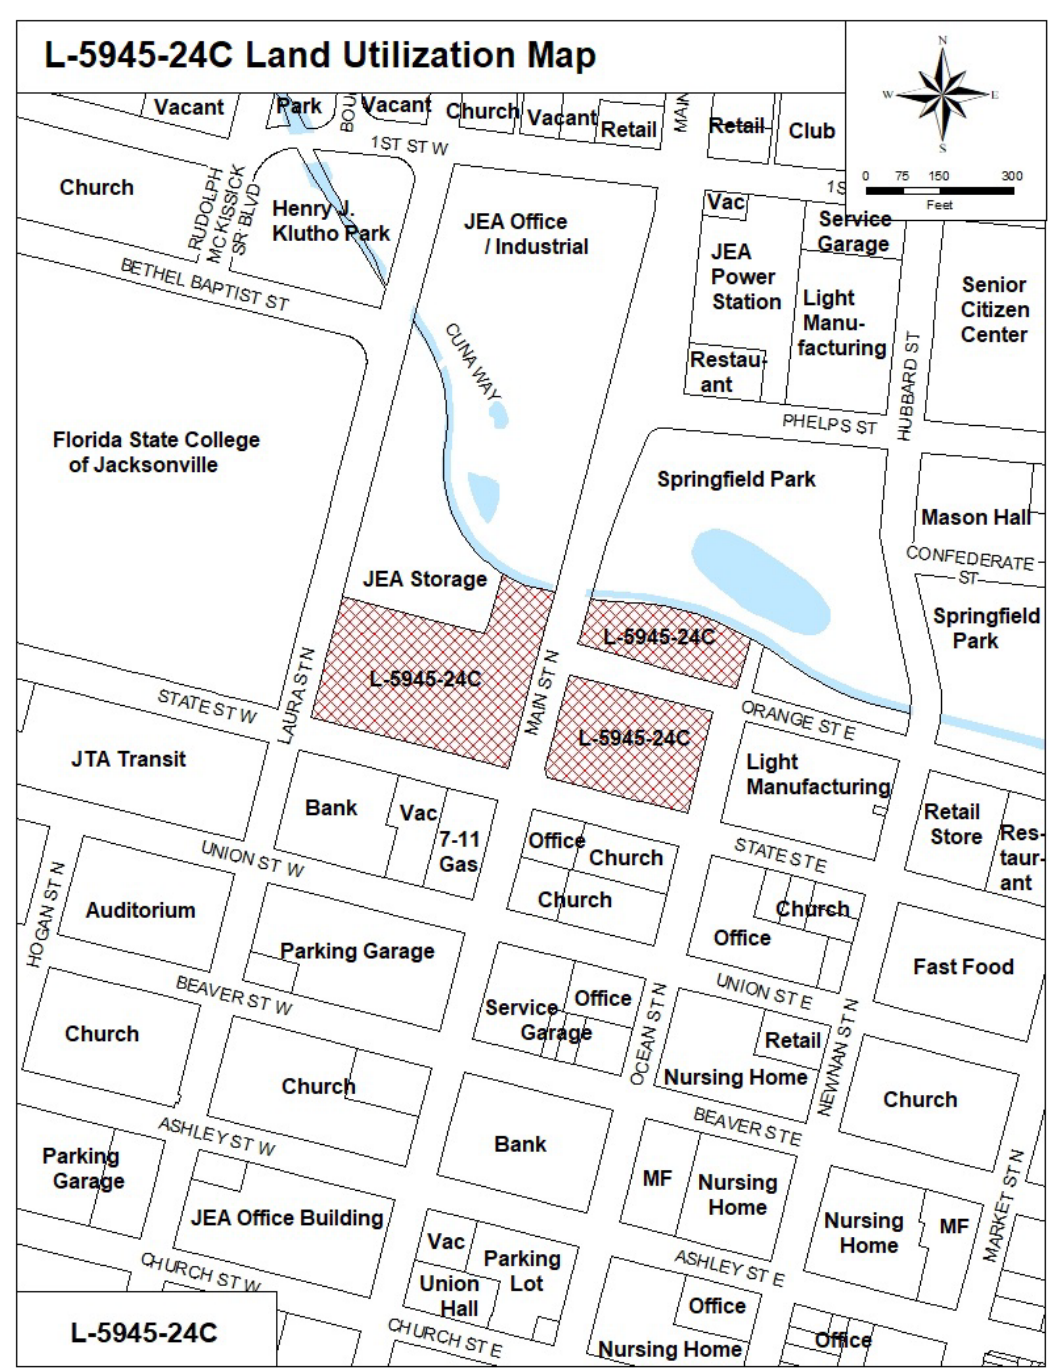 L-5945-24C Land Utilization Map
N
W
E
S
0 75 150 300
Feet
Vacant
Park
Vacant
Church
Vacant
Retail
MAIN
Retail
Club
1ST ST W
Church
RUDOLPH
MCKISSICK
SR BLVD
Henry J.
Klutho Park
JEA Office
/ Industrial
Vac
Service
Garage
JEA
Power
Station
Light
Manu-
facturing
Senior
Citizen
Center
BETHEL BAPTIST ST
CUNA WAY
Restau-
ant
HUBBARD ST
PHELPS ST
Florida State College
of Jacksonville
Springfield Park
Mason Hall
CONFEDERATE
ST
JEA Storage
Springfield
Park
L-5945-24C
L-5945-24C
L-5945-24C
LAURA ST N
MAIN ST N
STATE ST W
ORANGE ST E
JTA Transit
Light
Manufacturing
Bank
Vac
7-11
Gas
Retail
Store
Res-
taur-
ant
Office
Church
Church
STATE ST E
UNION ST W
HOGAN ST N
Auditorium
Church
Office
Parking Garage
Fast Food
BEAVER ST W
UNION ST E
Service
Garage
Office
OCEAN ST N
NEWNAN ST N
Church
Retail
Nursing Home
Church
Church
BEAVER ST E
ASHLEY ST W
Bank
Parking
Garage
MF
Nursing
Home
MARKET ST N
JEA Office Building
Nursing
Home
MF
Vac
Parking
Lot
CHURCH ST W
ASHLEY ST E
Union
Hall
Office
CHURCH ST E
Nursing Home
Office
L-5945-24C